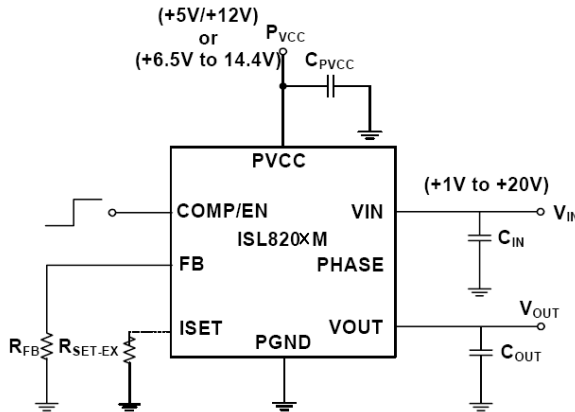 (+5V/+12V)
or
(+6.5V to 14.4V)
PVCC
CPVCC
PVCC
(+1V to +20V)
COMP/EN
VIN
VIN
ISL820×M
CIN
FB
PHASE
VOUT
ISET
VOUT
RFB
RSET-EX
PGND
COUT